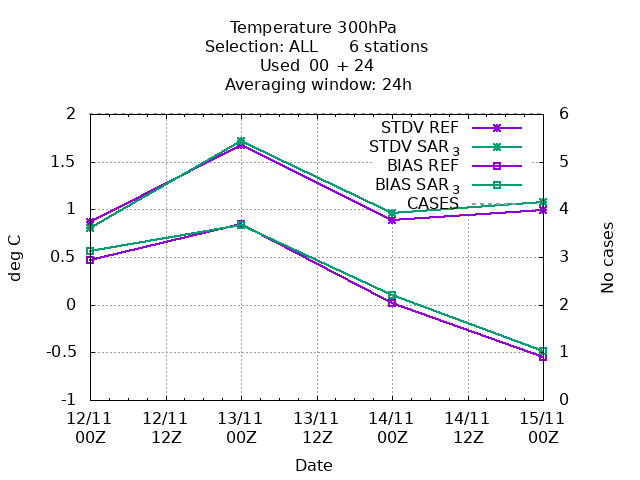 Temperature 300hPa
Selection: ALL 6 stations
Used 00 + 24
Averaging window: 24h
2 6
STDV REF
STDV SAR 3
1.5 BIAS REF 5
BIAS SAR 3
CASES
1 4
0.5 3
0 2
-0.5 1
-1 0
deg C
No cases
12/11 12/11 13/11 13/11 14/11 14/11 15/11
00Z 12Z 00Z 12Z 00Z 12Z 00Z
Date